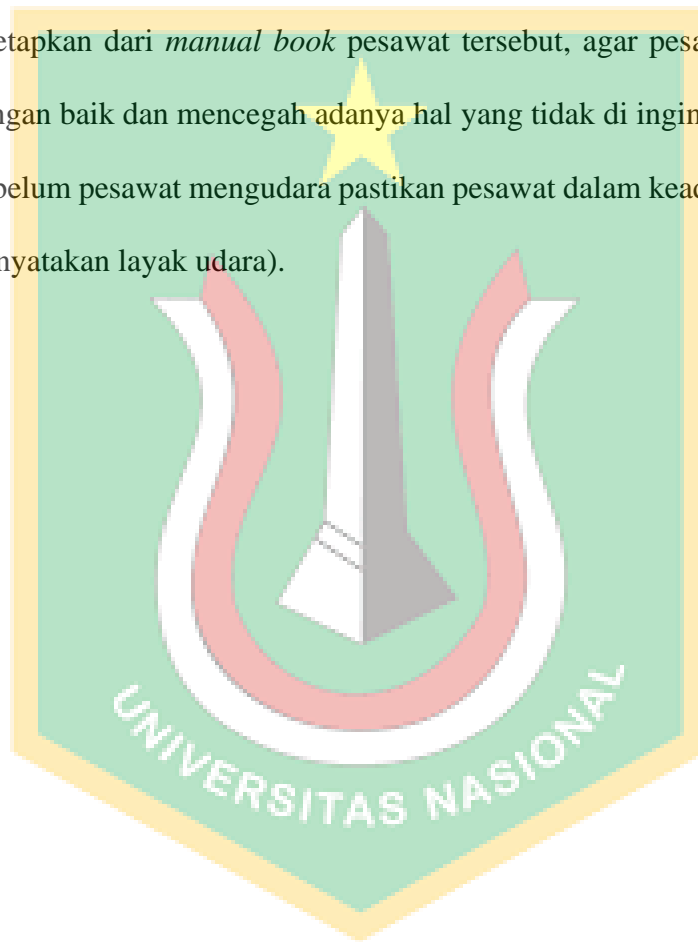 etapkan dari manual book pesawat tersebut, agar pesa
ngan baik dan mencegah adanya hal yang tidak di ingin
belum pesawat mengudara pastikan pesawat dalam kead
nyatakan layak udara).
UNIVERSITAS NASIONAL